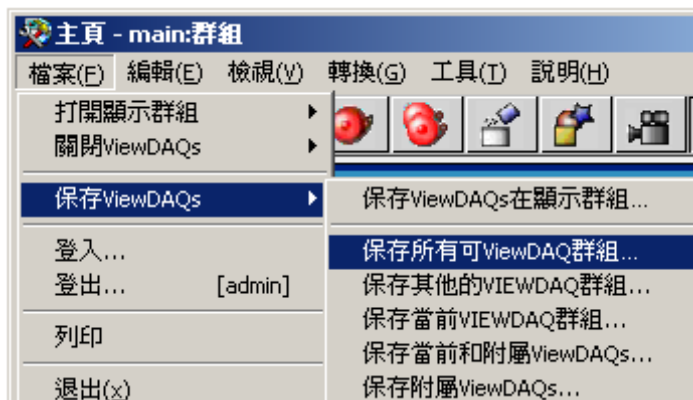 主頁 - main:群組
檔案(F) 編輯(E) 檢視(V) 轉換(G) 工具(T) 說明(H)
打開顯示群組
關閉ViewDAQs
保存ViewDAQs
登入...
登出... [admin]
列印
退出(x)
保存ViewDAQs在顯示群組...
保存所有可ViewDAQ群組...
保存其他的VIEWDAQ群組...
保存當前VIEWDAQ群組...
保存當前和附屬ViewDAQs...
保存附屬ViewDAQs...